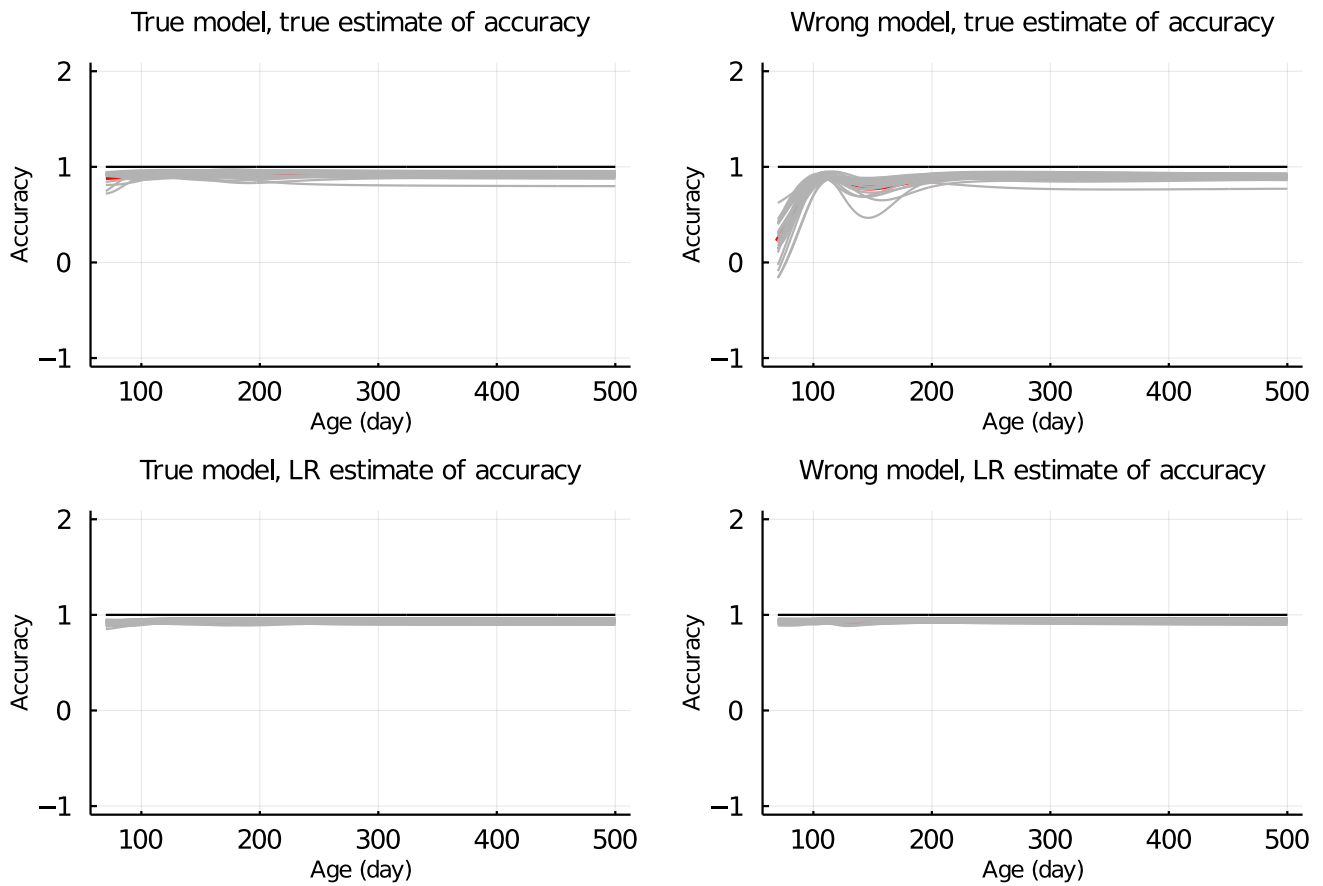 True model, true estimate of accuracy
2
1
0
−1
Accuracy
100 200 300 400 500
Age (day)
Wrong model, true estimate of accuracy
2
1
0
−1
Accuracy
100 200 300 400 500
Age (day)
True model, LR estimate of accuracy
2
1
0
−1
Accuracy
100 200 300 400 500
Age (day)
Wrong model, LR estimate of accuracy
2
1
0
−1
Accuracy
100 200 300 400 500
Age (day)